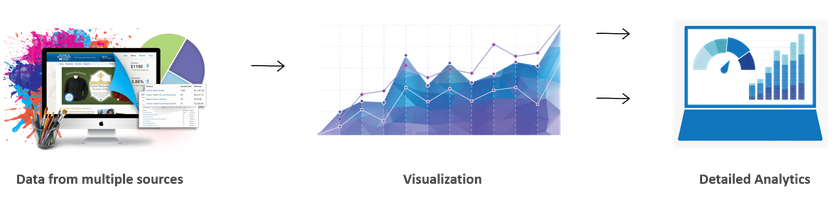 Data from multiple sources
Visualization
Detailed Analytics